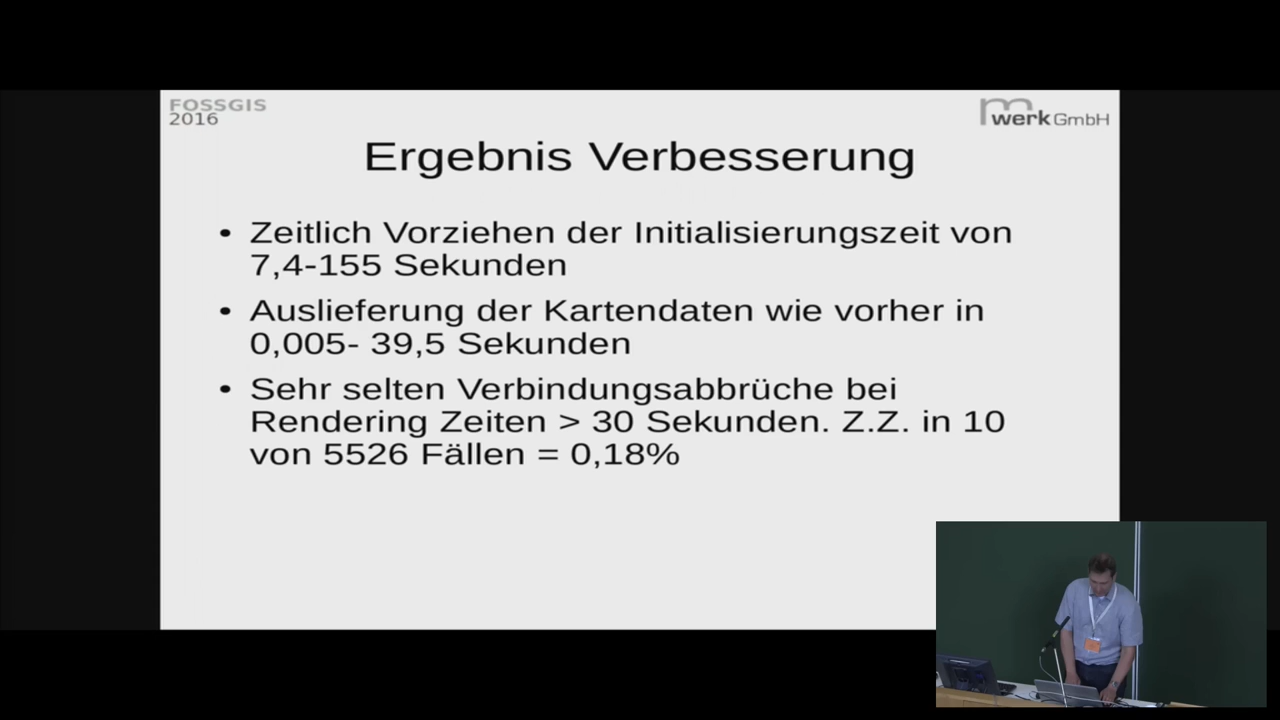 FOSSGIS
2016
mwerk GmbH
Ergebnis Verbesserung
• Zeitlich Vorziehen der Initialisierungszeit von
7,4-155 Sekunden
• Auslieferung der Kartendaten wie vorher in
0,005- 39,5 Sekunden
• Sehr selten Verbindungsabbrüche bei
Rendering Zeiten > 30 Sekunden. Z.Z. in 10
von 5526 Fällen = 0,18%